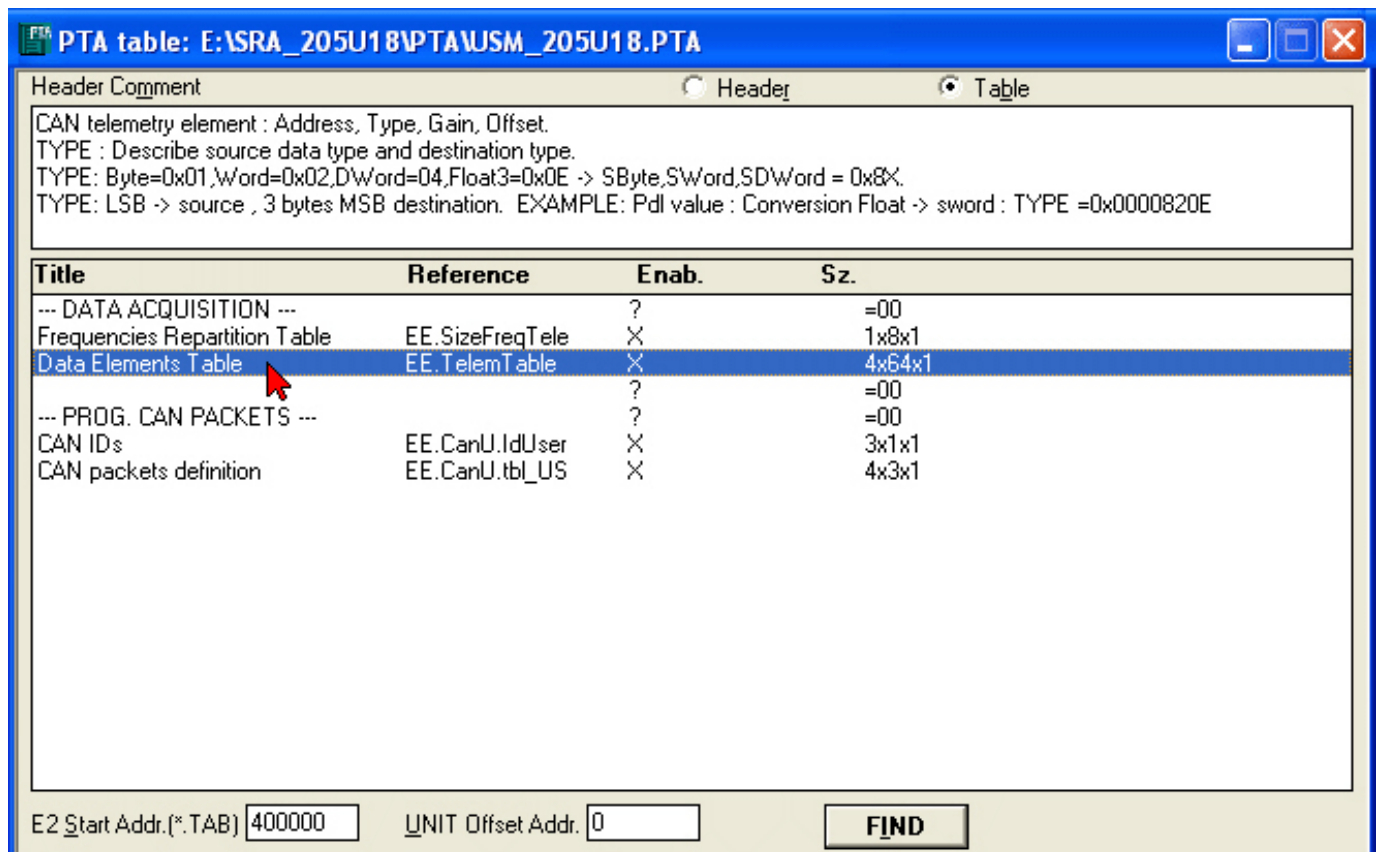 PTA table: E:\SRA_205U18\PTA\USM_205U18.PTA
Header Comment Header Table
CAN telemetry element : Address, Type, Gain, Offset.
TYPE : Describe source data type and destination type.
TYPE: Byte=0x01,Word=0x02,DWord=04,Float3=0x0E -> SByte,SWord,SDWord = 0x8X.
TYPE: LSB -> source , 3 bytes MSB destination. EXAMPLE: Pdl value : Conversion Float -> sword : TYPE =0x0000820E
Title Reference Enab. Sz.
--- DATA ACQUISITION --- ? =00
Frequencies Repartition Table EE.SizeFreqTele X 1x8x1
Data Elements Table EE.TelemTable X 4x64x1
? =00
--- PROG. CAN PACKETS --- ? =00
CAN IDs EE.CanU.IdUser X 3x1x1
CAN packets definition EE.CanU.tbl_US X 4x3x1
E2 Start Addr.(*.TAB) 400000 UNIT Offset Addr. 0 FIND